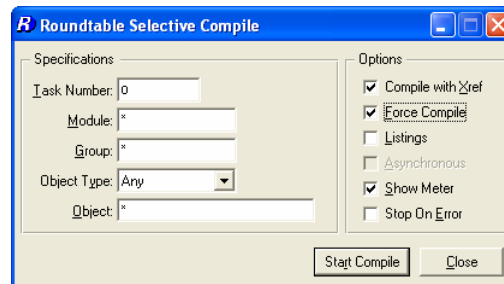 Roundtable Selective Compile
Specifications
Task Number: 0
Module: *
Group: *
Object Type: Any
Object: *
Options
Compile with Xref
Force Compile
Listings
Asynchronous
Show Meter
Stop On Error
Start Compile
Close